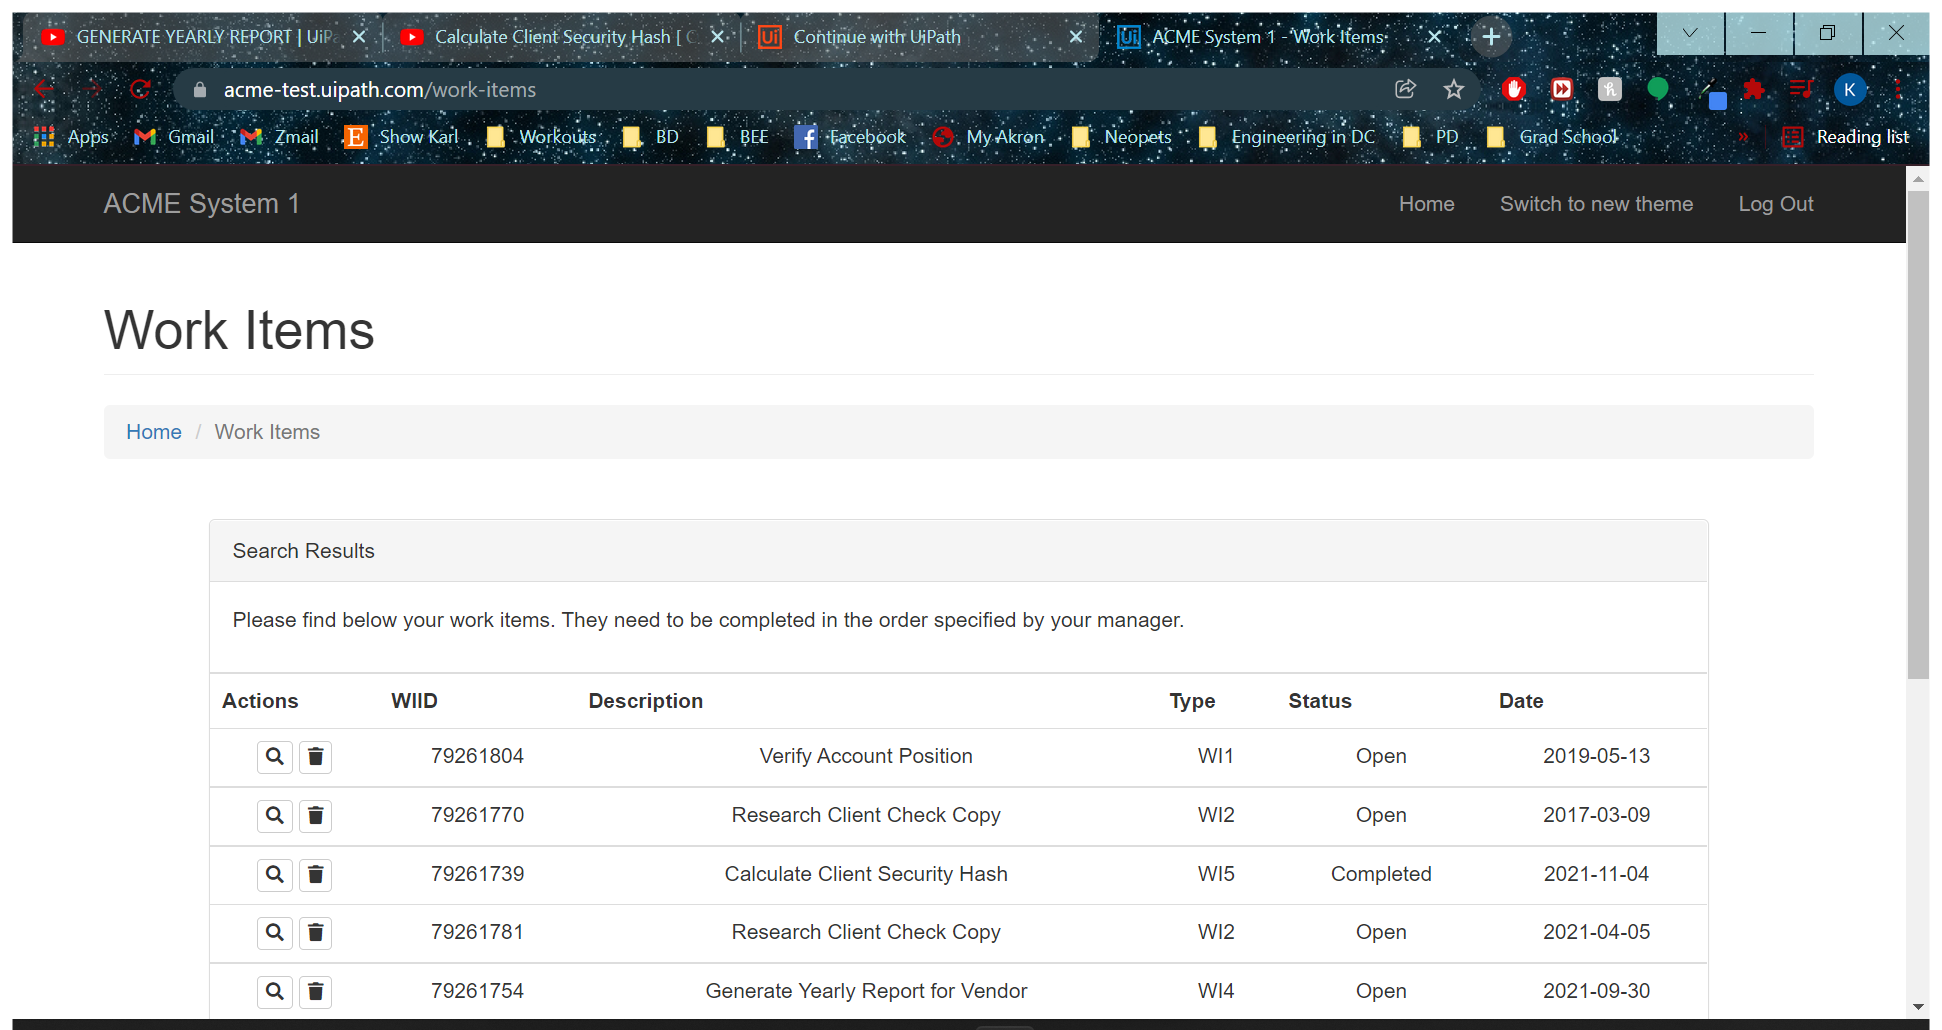 GENERATE YEARLY REPORT | UiPa
Calculate Client Security Hash [ C
Ui Continue with UiPath
Ui ACME System 1 - Work Items
acme-test.uipath.com/work-items
K
Apps Gmail Zmail E Show Karl Workouts BD BEE f Facebook My Akron Neopets Engineering in DC PD Grad School » Reading list
ACME System 1 Home Switch to new theme Log Out
Work Items
Home / Work Items
Search Results
Please find below your work items. They need to be completed in the order specified by your manager.
Actions WIID Description Type Status Date
79261804 Verify Account Position WI1 Open 2019-05-13
79261770 Research Client Check Copy WI2 Open 2017-03-09
79261739 Calculate Client Security Hash WI5 Completed 2021-11-04
79261781 Research Client Check Copy WI2 Open 2021-04-05
79261754 Generate Yearly Report for Vendor WI4 Open 2021-09-30